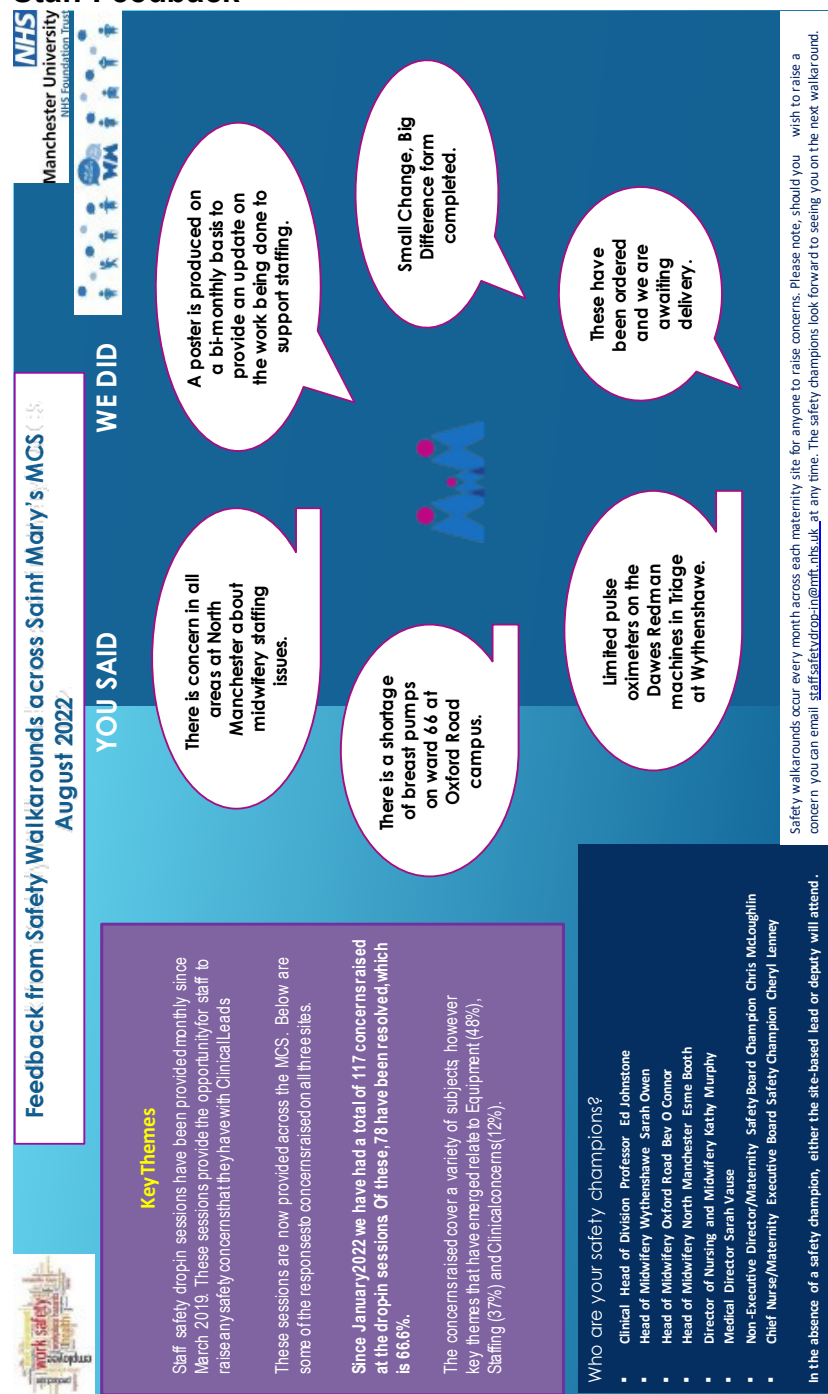 Staff Feedback
work safety
employee
NHS
Manchester University
NHS Foundation Trust
Feedback from Safety Walkarounds across Saint Mary's MCS
August 2022
YOU SAID
WE DID
Key Themes
Staff safety drop in sessions have been provided monthly since
March 2019. These sessions provide the opportunity for staff to
raise any safety concerns that they have with Clinical Leads
These sessions are now provided across the MCS. Below are
some of the responses to concerns raised on all three sites.
Since January 2022 we have had a total of 117 concerns raised
at the drop in sessions Of these, 78 have been resolved, which
is 66.6%.
The concerns raised cover a variety of subjects however
key themes that have emerged relate to Equipment (48%),
Staffing (37%) and Clinical concerns (12%).
There is concern in all
areas at North
Manchester about
midwifery staffing
issues.
A poster is produced on
a bi-monthly basis to
provide an update on
the work being done to
support staffing.
There is a shortage
of breast pumps
on ward 66 at
Oxford Road
campus.
Small Change, Big
Difference form
completed.
Limited pulse
oximeters on the
Dawes Redman
machines in Triage
at Wythenshawe.
These have
been ordered
and we are
awaiting
delivery.
Who are your safety champions?
▪ Clinical Head of Division Professor Ed Johnstone
▪ Head of Midwifery Wythenshawe Sarah Owen
▪ Head of Midwifery Oxford Road Bev O Connor
▪ Head of Midwifery North Manchester Esme Booth
▪ Director of Nursing and Midwifery Kathy Murphy
▪ Medical Director Sarah Vause
▪ Non-Executive Director/Maternity Safety Board Champion Chris McLoughlin
▪ Chief Nurse/Maternity Executive Board Safety Champion Cheryl Lenney
In the absence of a safety champion, either the site-based lead or deputy will attend.
Safety walkarounds occur every month across each maternity site for anyone to raise concerns. Please note, should you wish to raise a
concern you can email staffsafetydrop-in@mft.nhs.uk at any time. The safety champions look forward to seeing you on the next walkaround.